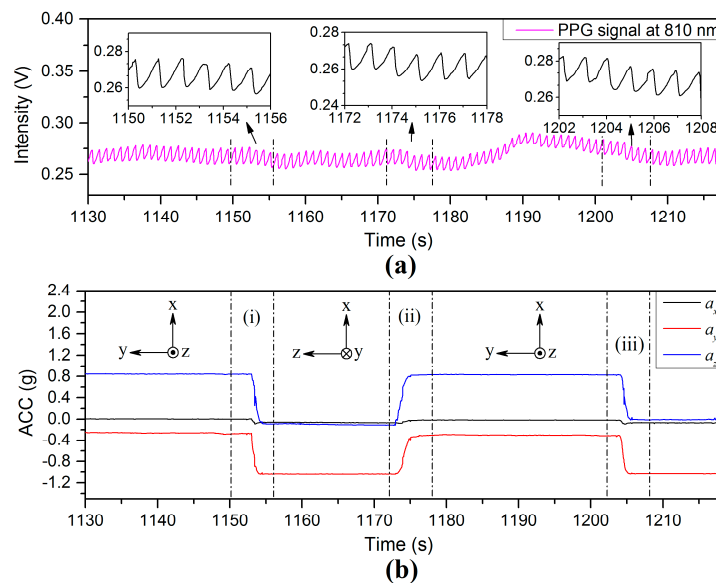 (a)
0.40
0.35
0.30
0.25
Intensity (V)
PPG signal at 810 nm
0.28
0.26
1150 1152 1154 1156
0.28
0.26
0.24
1172 1174 1176 1178
0.28
0.26
1202 1204 1206 1208
1130 1140 1150 1160 1170 1180 1190 1200 1210
Time (s)
(a)
2.4
2.0
1.6
1.2
0.8
0.4
0.0
-0.4
-0.8
-1.2
ACC (g)
x
y
z
(i)
x
z
y
(ii)
x
y
z
(iii)
a
a
a
1130 1140 1150 1160 1170 1180 1190 1200 1210
Time (s)
(b)